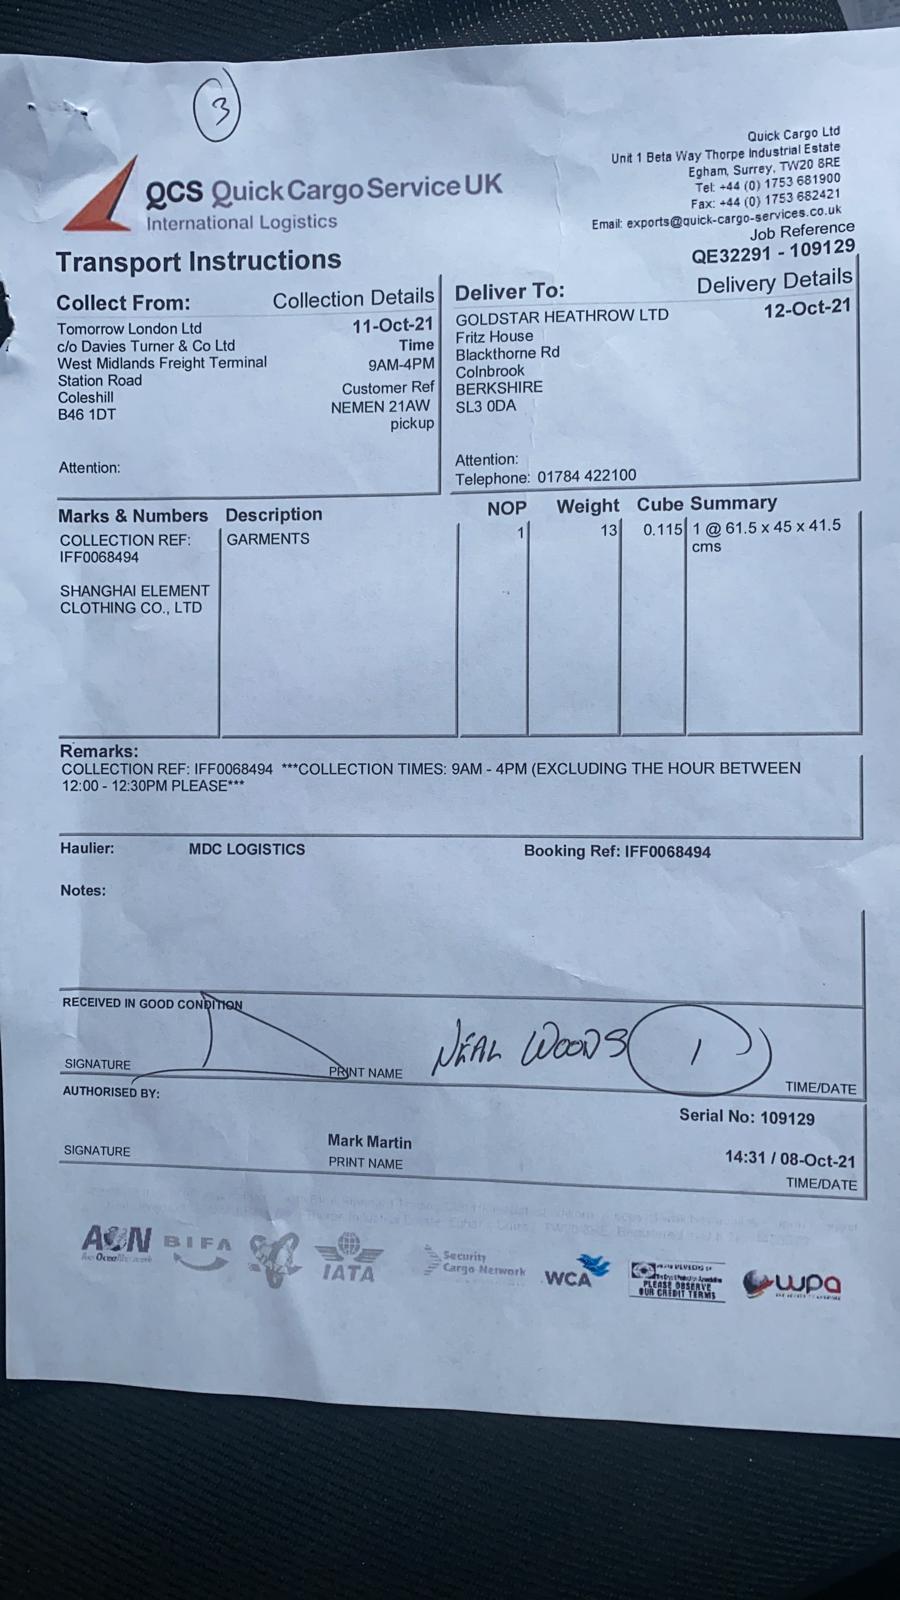 3
QCS Quick Cargo Service UK
International Logistics
Quick Cargo Ltd
Unit 1 Beta Way Thorpe Industrial Estate
Egham, Surrey, TW20 8RE
Tel: +44 (0) 1753 681900
Fax: +44 (0) 1753 682421
Email: exports@quick-cargo-services.co.uk
Job Reference
QE32291 - 109129
Transport Instructions
Collect From: Collection Details
Tomorrow London Ltd 11-Oct-21
c/o Davies Turner & Co Ltd Time
West Midlands Freight Terminal 9AM-4PM
Station Road
Coleshill Customer Ref
B46 1DT NEMEN 21AW
pickup
Attention:
Deliver To: Delivery Details
GOLDSTAR HEATHROW LTD 12-Oct-21
Fritz House
Blackthorne Rd
Colnbrook
BERKSHIRE
SL3 0DA
Attention:
Telephone: 01784 422100
Marks & Numbers Description NOP Weight Cube Summary
COLLECTION REF: GARMENTS 1 13 0.115 1 @ 61.5 x 45 x 41.5
IFF0068494 cms
SHANGHAI ELEMENT
CLOTHING CO., LTD
Remarks:
COLLECTION REF: IFF0068494 ***COLLECTION TIMES: 9AM - 4PM (EXCLUDING THE HOUR BETWEEN
12:00 - 12:30PM PLEASE***
Haulier: MDC LOGISTICS Booking Ref: IFF0068494
Notes:
RECEIVED IN GOOD CONDITION
NEAL WOODS 1
SIGNATURE PRINT NAME TIME/DATE
AUTHORISED BY:
Serial No: 109129
Mark Martin 14:31 / 08-Oct-21
SIGNATURE PRINT NAME TIME/DATE
AON
BIFA
IATA
Security
Cargo Network
WCA
PLEASE OBSERVE
OUR CREDIT TERMS
wpa